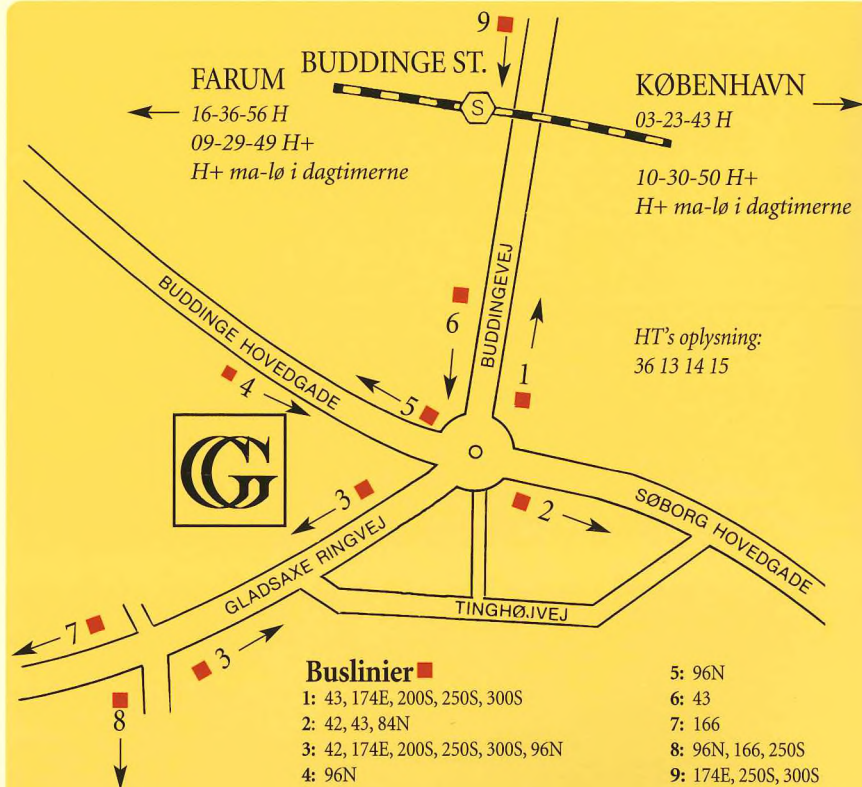 9
BUDDINGE ST.
S
FARUM
16-36-56 H
09-29-49 H+
H+ ma-lø i dagtimerne
KØBENHAVN
03-23-43 H
10-30-50 H+
H+ ma-lø i dagtimerne
BUDDINGE HOVEDGADE
BUDDINGEVEJ
6
1
HT's oplysning:
36 13 14 15
4
5
GG
3
2
SØBORG HOVEDGADE
GLADSAXE RINGVEJ
TINGHØJVEJ
7
3
8
Buslinier
1: 43, 174E, 200S, 250S, 300S
2: 42, 43, 84N
3: 42, 174E, 200S, 250S, 300S, 96N
4: 96N
5: 96N
6: 43
7: 166
8: 96N, 166, 250S
9: 174E, 250S, 300S